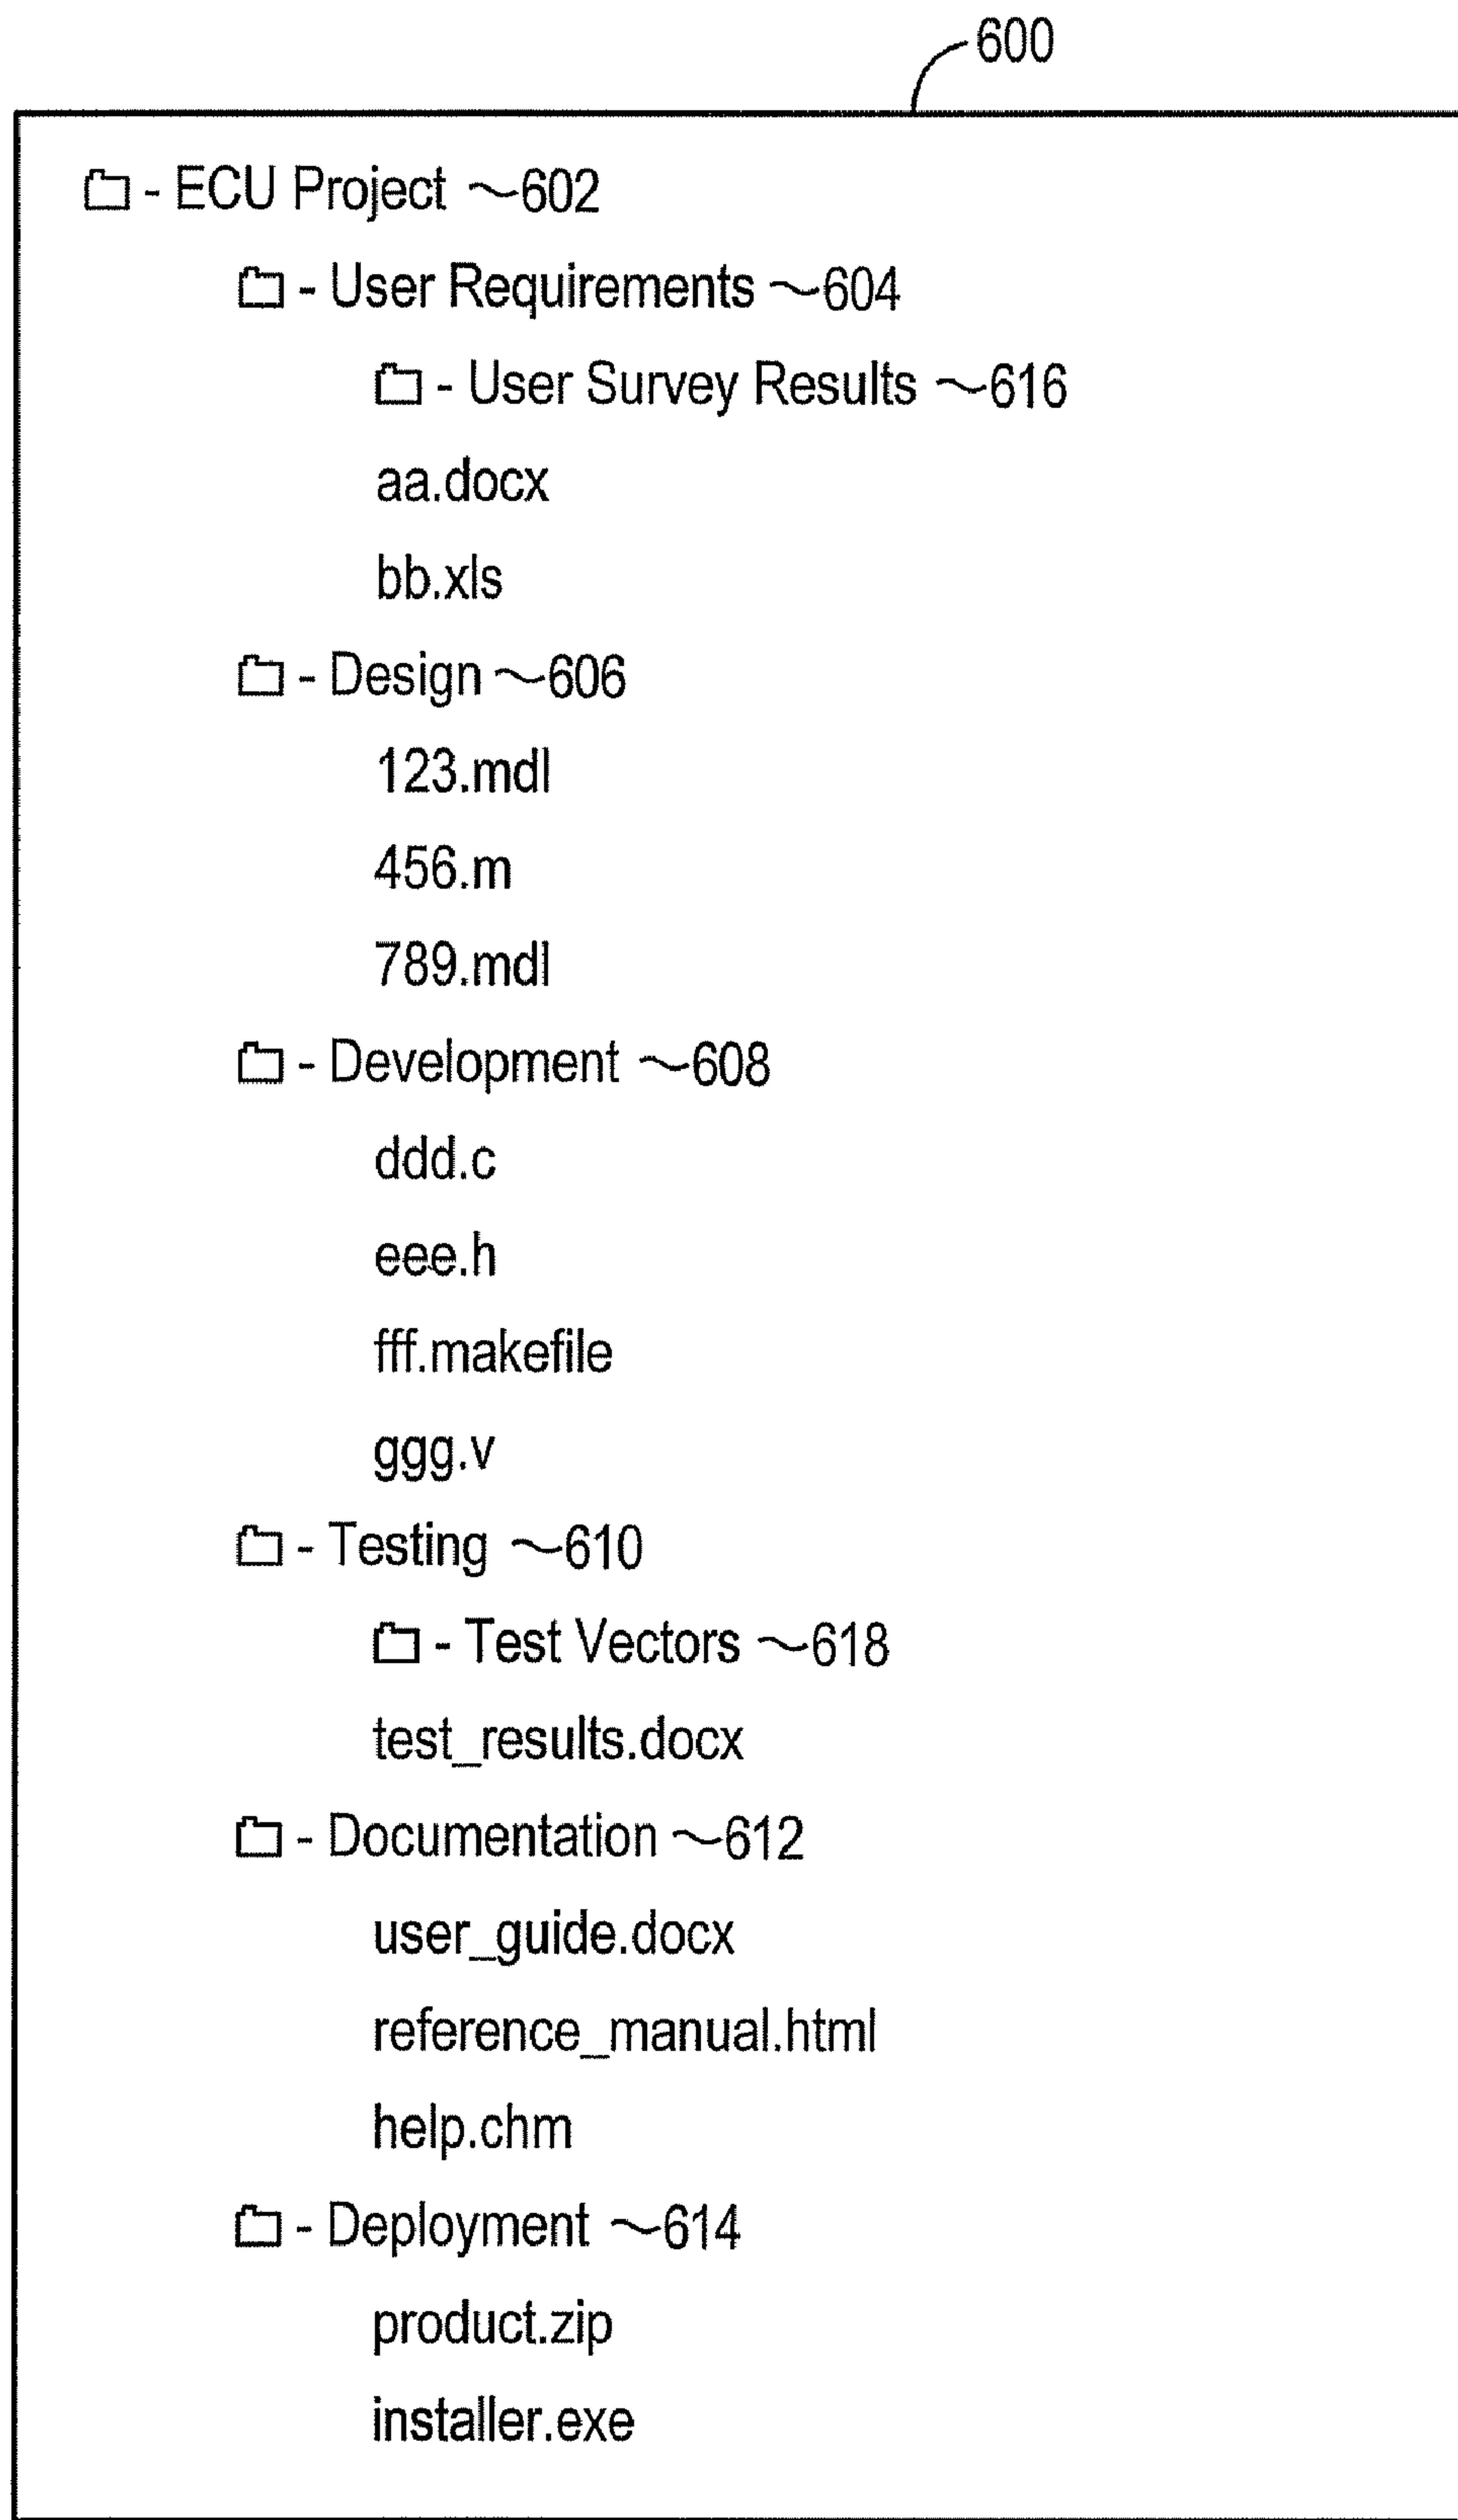 600
- ECU Project ~602
- User Requirements ~604
- User Survey Results ~616
aa.docx
bb.xls
- Design ~606
123.mdl
456.m
789.mdl
- Development ~608
ddd.c
eee.h
fff.makefile
ggg.v
- Testing ~610
- Test Vectors ~618
test_results.docx
- Documentation ~612
user_guide.docx
reference_manual.html
help.chm
- Deployment ~614
product.zip
installer.exe